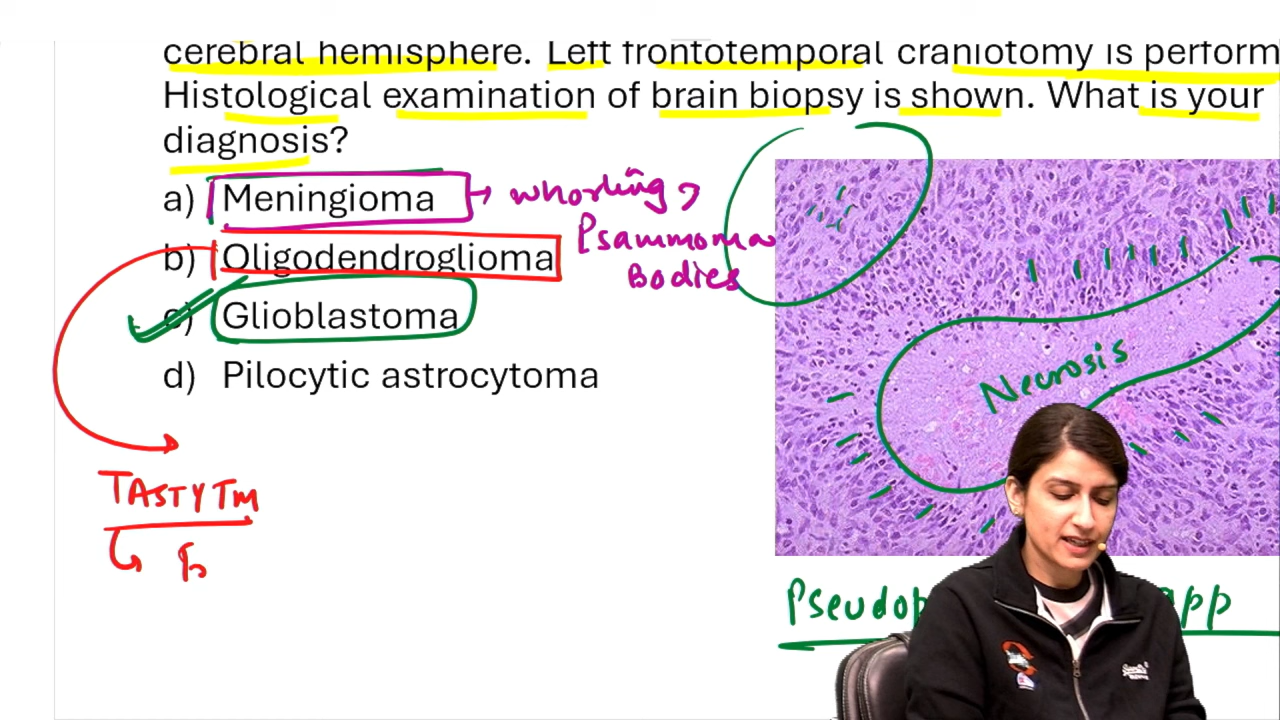 cerebral hemisphere. Left frontotemporal craniotomy is perform
Histological examination of brain biopsy is shown. What is your
diagnosis?
a) Meningioma → whorling,
Psammoma
Bodies
b) Oligodendroglioma
c) Glioblastoma
d) Pilocytic astrocytoma
Necrosis
TASTYTM
Pseudop app